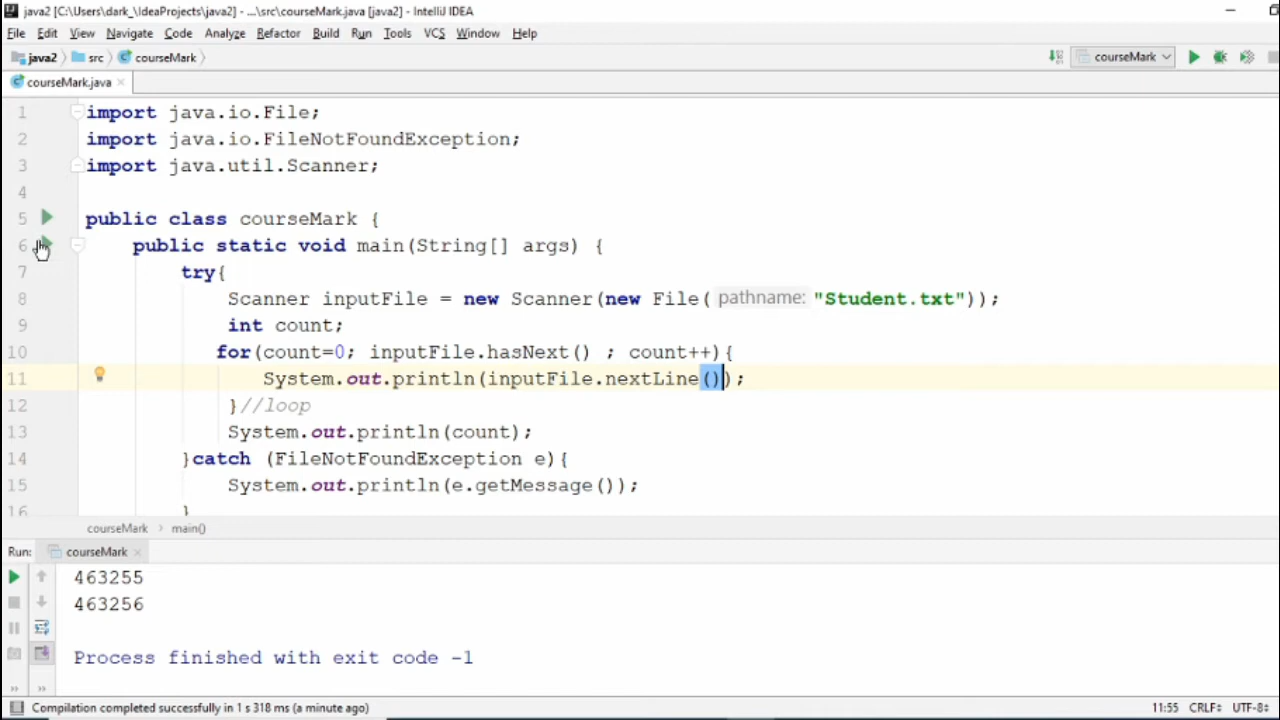 java2 [C:\Users\dark_\IdeaProjects\java2] - ...\src\courseMark.java [java2] - IntelliJ IDEA
File Edit View Navigate Code Analyze Refactor Build Run Tools VCS Window Help
java2 src courseMark courseMark
courseMark.java
1 import java.io.File;
2 import java.io.FileNotFoundException;
3 import java.util.Scanner;
4
5 public class courseMark {
6 public static void main(String[] args) {
7 try{
8 Scanner inputFile = new Scanner(new File( pathname: "Student.txt"));
9 int count;
10 for(count=0; inputFile.hasNext() ; count++){
11 System.out.println(inputFile.nextLine());
12 }//loop
13 System.out.println(count);
14 }catch (FileNotFoundException e){
15 System.out.println(e.getMessage());
16 }
courseMark main()
Run: courseMark
463255
463256
Process finished with exit code -1
Compilation completed successfully in 1 s 318 ms (a minute ago) 11:55 CRLF UTF-8